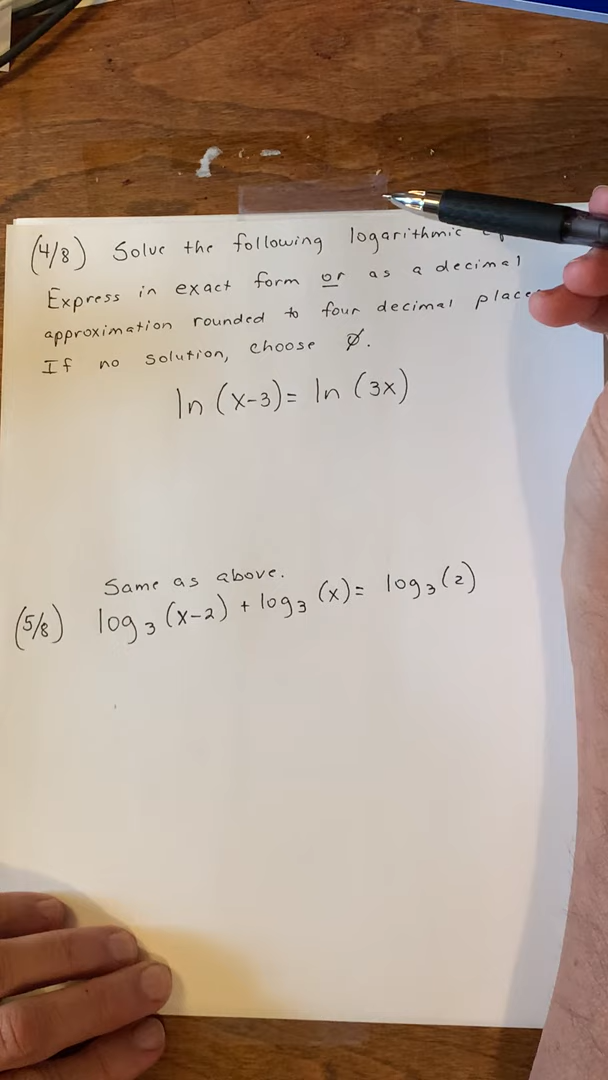 (4/8) Solve the following logarithmic
Express in exact form or as a decimal
approximation rounded to four decimal place
If no solution, choose ∅.
ln (x-3) = ln (3x)
Same as above.
(5/8) log₃ (x-2) + log₃ (x) = log₃ (2)